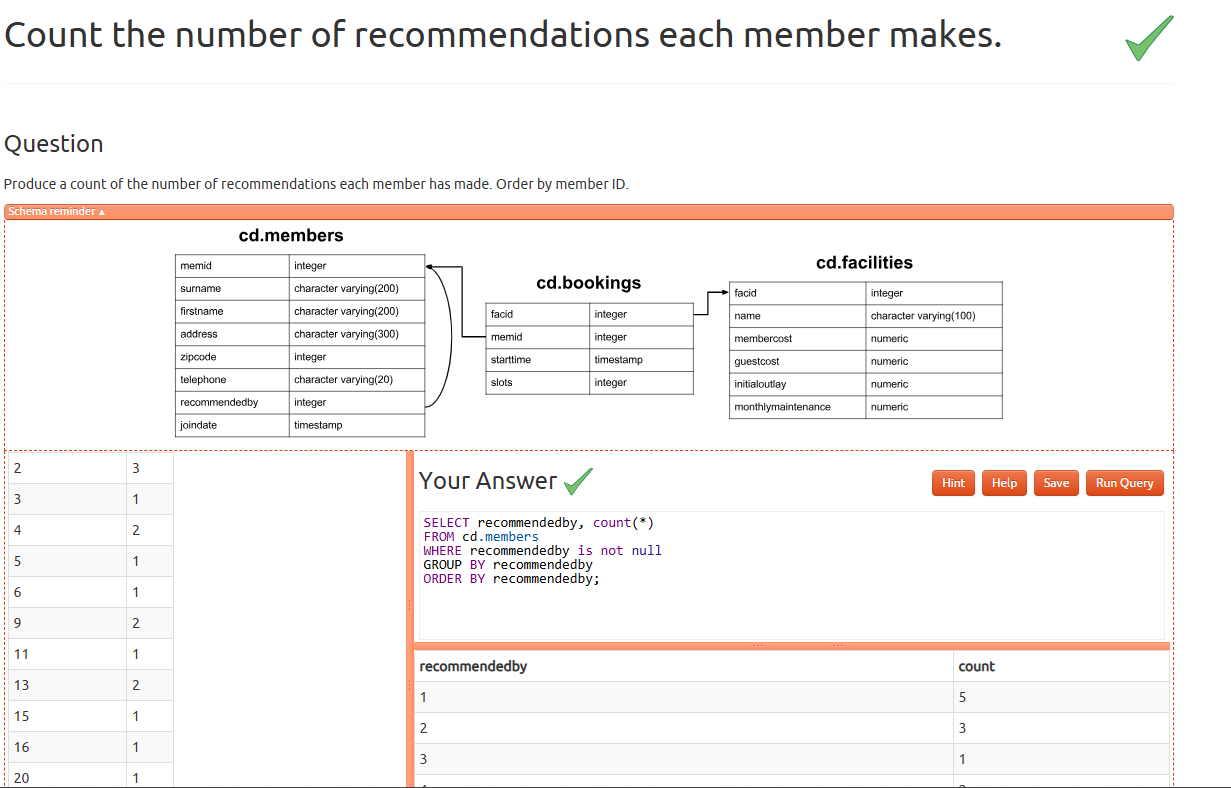 Count the number of recommendations each member makes.
Question
Produce a count of the number of recommendations each member has made. Order by member ID.
Schema reminder ▲
cd.members
memid integer
surname character varying(200)
firstname character varying(200)
address character varying(300)
zipcode integer
telephone character varying(20)
recommendedby integer
joindate timestamp
cd.bookings
facid integer
memid integer
starttime timestamp
slots integer
cd.facilities
facid integer
name character varying(100)
membercost numeric
guestcost numeric
initialoutlay numeric
monthlymaintenance numeric
2 3
3 1
4 2
5 1
6 1
9 2
11 1
13 2
15 1
16 1
20 1
Your Answer
Hint Help Save Run Query
SELECT recommendedby, count(*)
FROM cd.members
WHERE recommendedby is not null
GROUP BY recommendedby
ORDER BY recommendedby;
recommendedby count
1 5
2 3
3 1